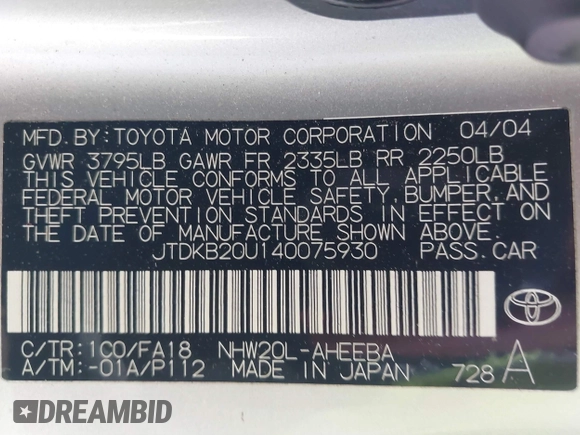 MFD. BY: TOYOTA MOTOR CORPORATION 04/04
GVWR 3795LB GAWR FR 2335LB RR 2250LB
THIS VEHICLE CONFORMS TO ALL APPLICABLE
FEDERAL MOTOR VEHICLE SAFETY, BUMPER, AND
THEFT PREVENTION STANDARDS IN EFFECT ON
THE DATE OF MANUFACTURE SHOWN ABOVE.
JTDKB20U140075930 PASS. CAR
C/TR: 1C0/FA18 NHW20L-AHEEBA
A/TM: -01A/P112 MADE IN JAPAN 728 A
DREAMBID